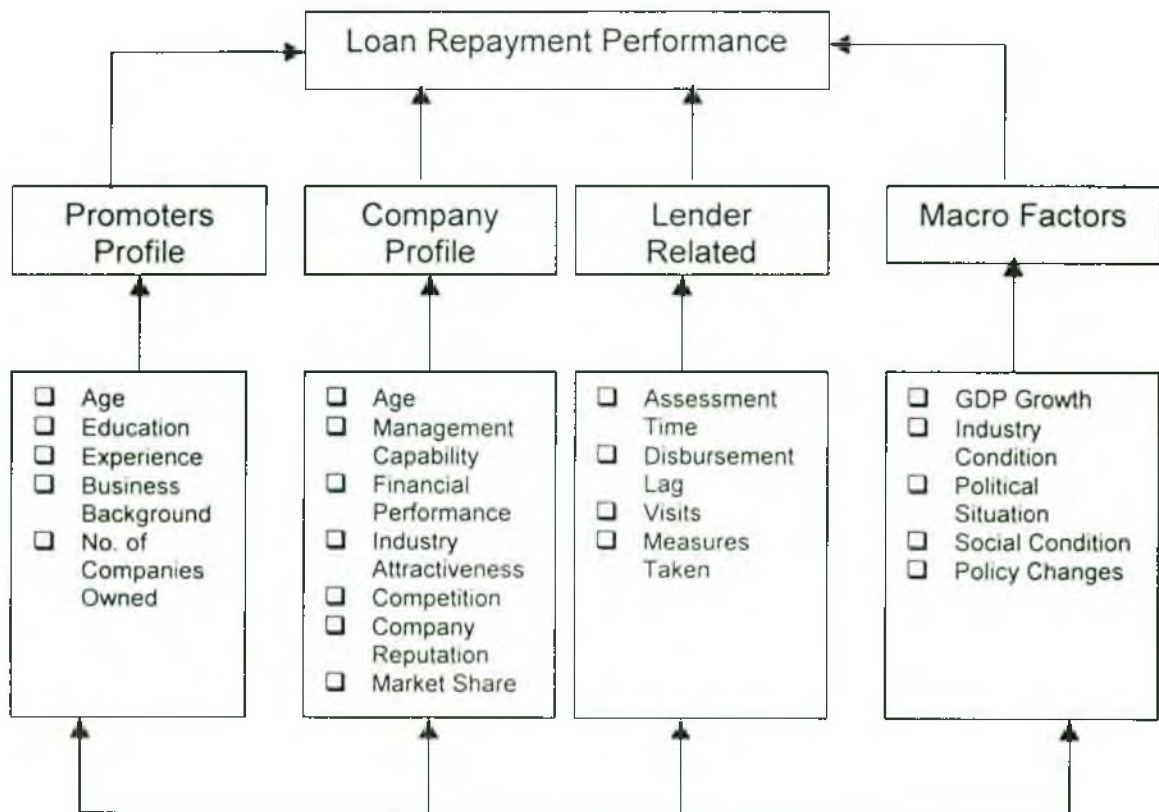 Loan Repayment Performance
Promoters
Profile
Company
Profile
Lender
Related
Macro Factors
❑ Age
❑ Education
❑ Experience
❑ Business
Background
❑ No. of
Companies
Owned
❑ Age
❑ Management
Capability
❑ Financial
Performance
❑ Industry
Attractiveness
❑ Competition
❑ Company
Reputation
❑ Market Share
❑ Assessment
Time
❑ Disbursement
Lag
❑ Visits
❑ Measures
Taken
❑ GDP Growth
❑ Industry
Condition
❑ Political
Situation
❑ Social Condition
❑ Policy Changes